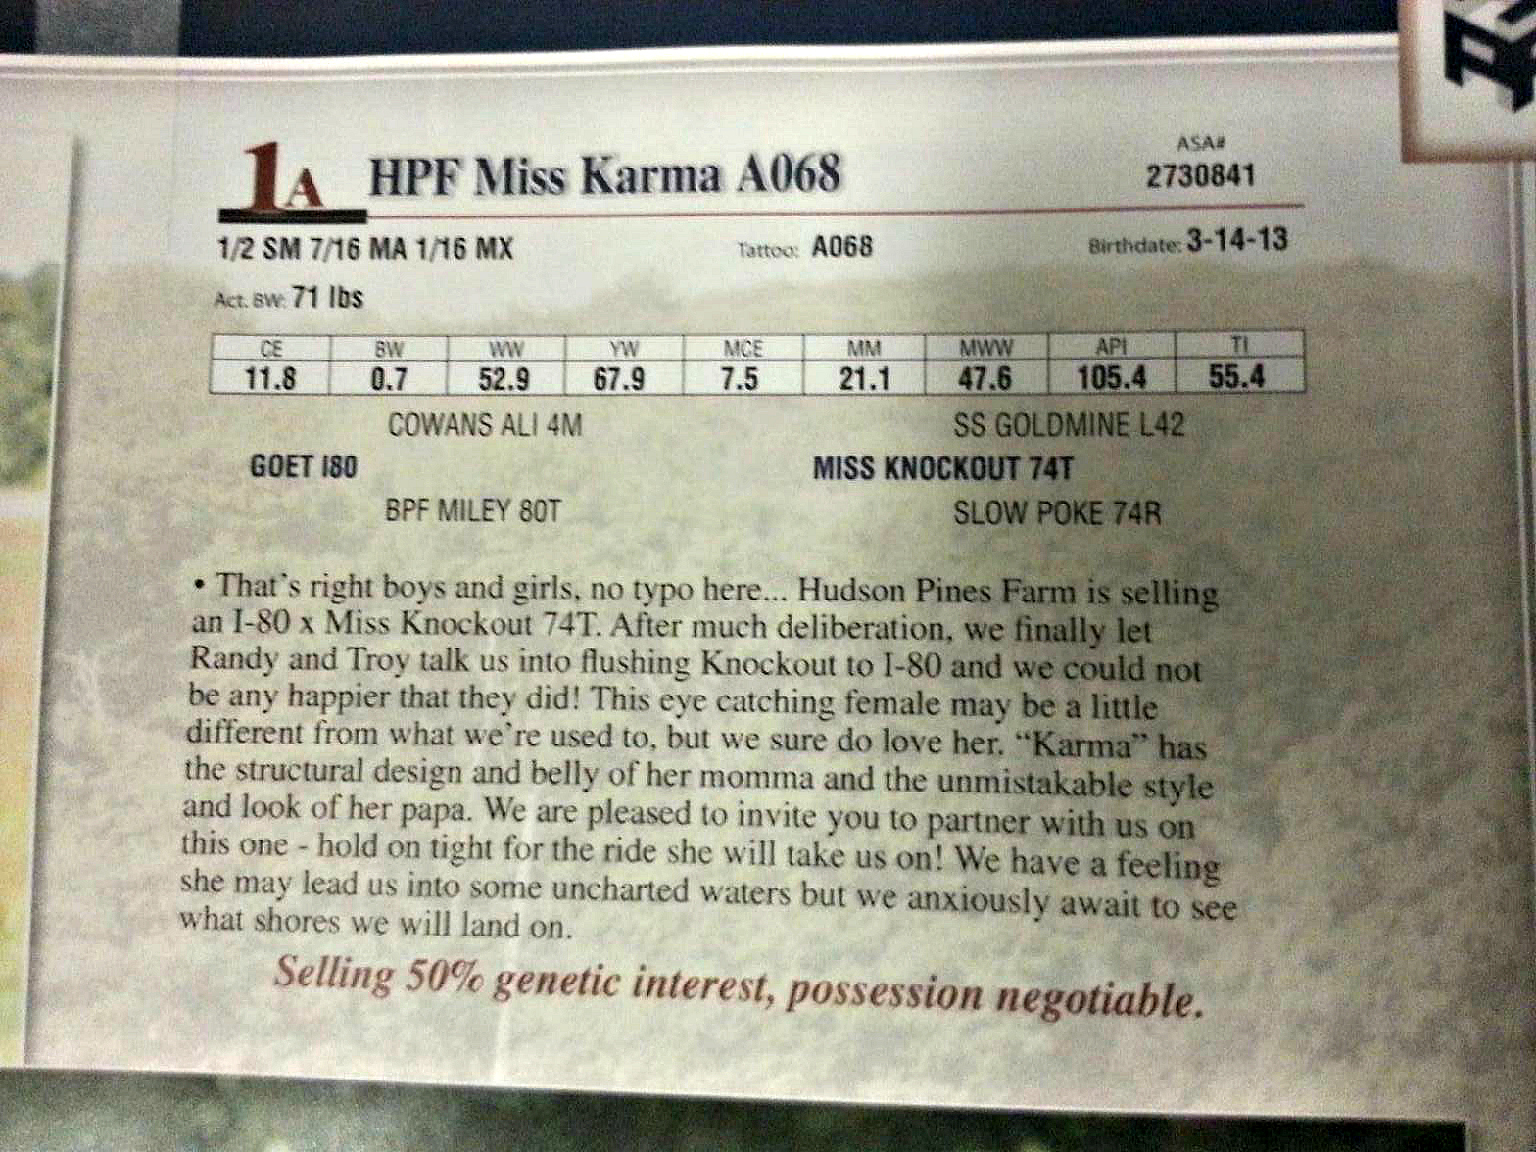 1A HPF Miss Karma A068
ASA#
2730841
1/2 SM 7/16 MA 1/16 MX Tattoo: A068 Birthdate: 3-14-13
Act. BW: 71 lbs
CE BW WW YW MCE MM MWW API TI
11.8 0.7 52.9 67.9 7.5 21.1 47.6 105.4 55.4
COWANS ALI 4M SS GOLDMINE L42
GOET I80 MISS KNOCKOUT 74T
BPF MILEY 80T SLOW POKE 74R
• That's right boys and girls, no typo here... Hudson Pines Farm is selling
an I-80 x Miss Knockout 74T. After much deliberation, we finally let
Randy and Troy talk us into flushing Knockout to I-80 and we could not
be any happier that they did! This eye catching female may be a little
different from what we're used to, but we sure do love her. “Karma” has
the structural design and belly of her momma and the unmistakable style
and look of her papa. We are pleased to invite you to partner with us on
this one - hold on tight for the ride she will take us on! We have a feeling
she may lead us into some uncharted waters but we anxiously await to see
what shores we will land on.
Selling 50% genetic interest, possession negotiable.